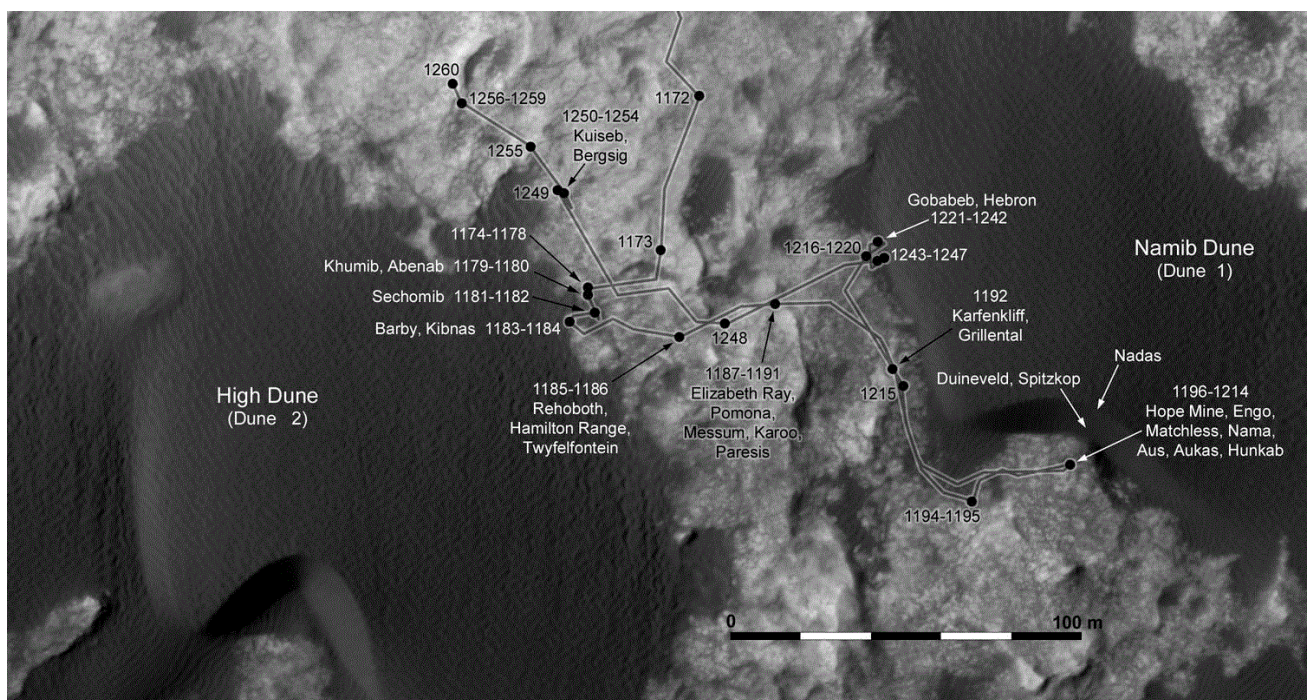 1260
1256-1259
1172
1250-1254
Kuiseb,
Bergsig
1255
1249
Gobabeb, Hebron
1221-1242
1174-1178
1173
1216-1220
1243-1247
Namib Dune
(Dune 1)
Khumib, Abenab 1179-1180
Sechomib 1181-1182
Barby, Kibnas 1183-1184
1192
Karfenkliff,
Grillental
1248
High Dune
(Dune 2)
1185-1186
Rehoboth,
Hamilton Range,
Twyfelfontein
1187-1191
Elizabeth Ray,
Pomona,
Messum, Karoo,
Paresis
1215
Duineveld, Spitzkop
Nadas
1196-1214
Hope Mine, Engo,
Matchless, Nama,
Aus, Aukas, Hunkab
1194-1195
0 100 m